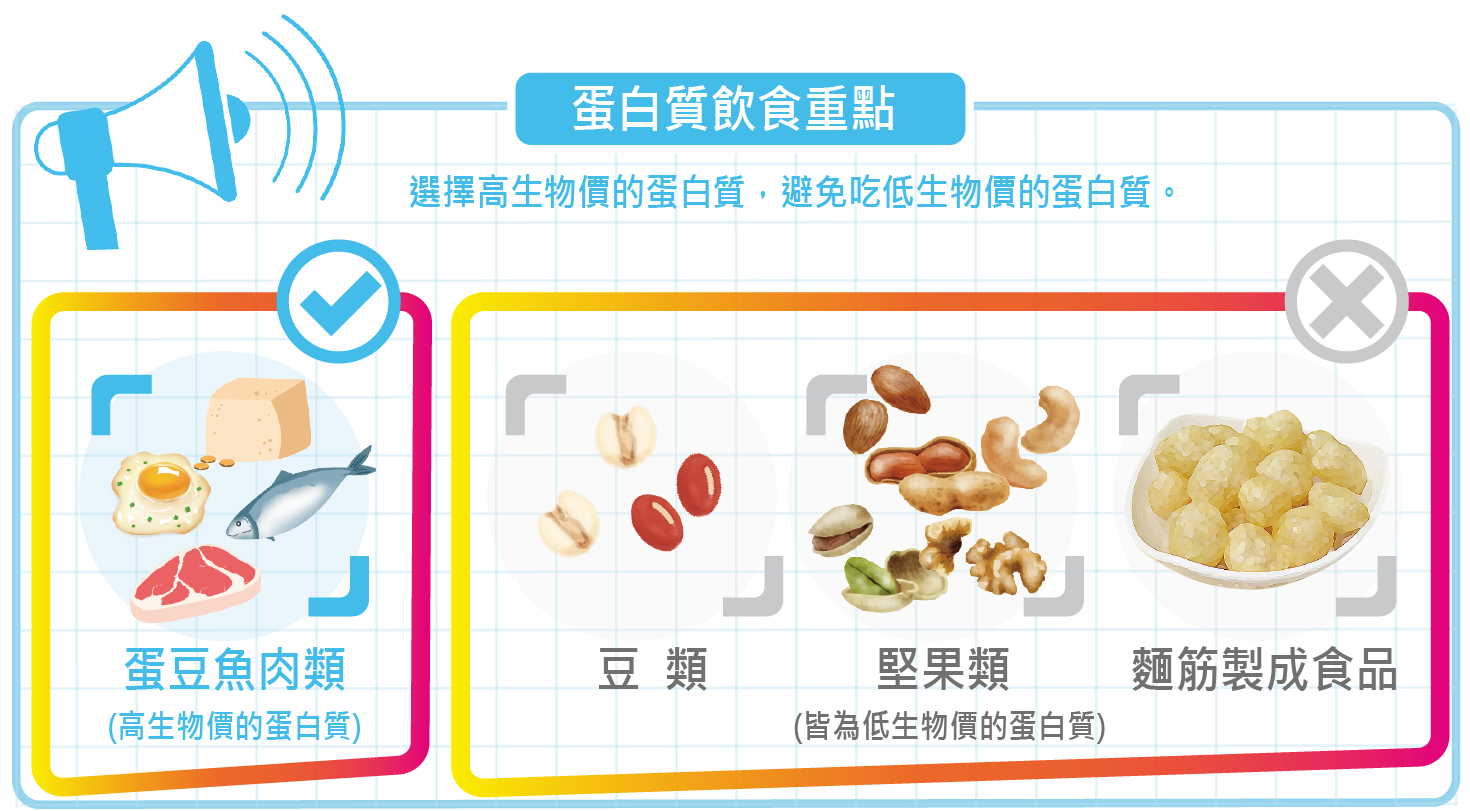 蛋白質飲食重點
選擇高生物價的蛋白質，避免吃低生物價的蛋白質。
蛋豆魚肉類
(高生物價的蛋白質)
豆 類
堅果類
麵筋製成食品
(皆為低生物價的蛋白質)